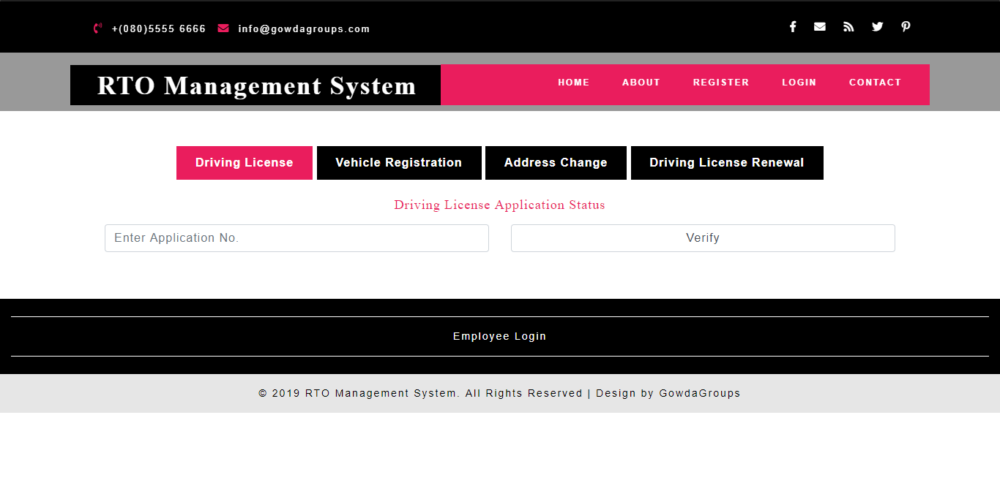 +(080)5555 6666 info@gowdagroups.com
RTO Management System
HOME ABOUT REGISTER LOGIN CONTACT
Driving License Vehicle Registration Address Change Driving License Renewal
Driving License Application Status
Enter Application No. Verify
Employee Login
© 2019 RTO Management System. All Rights Reserved | Design by GowdaGroups